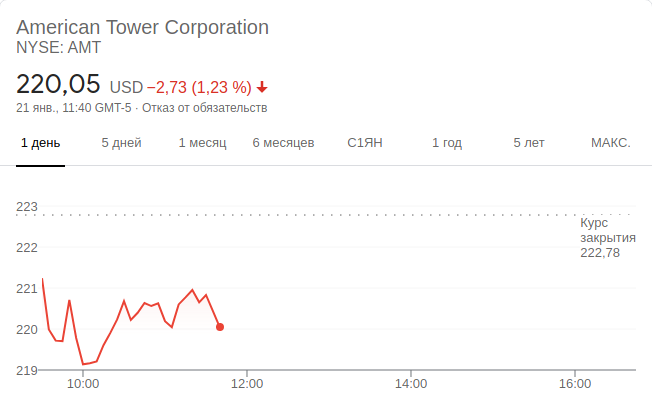 American Tower Corporation
NYSE: AMT
220,05 USD −2,73 (1,23 %)
21 янв., 11:40 GMT-5 · Отказ от обязательств
1 день 5 дней 1 месяц 6 месяцев С1ЯН 1 год 5 лет МАКС.
223
Курс
закрытия
222,78
222
221
220
219
10:00 12:00 14:00 16:00